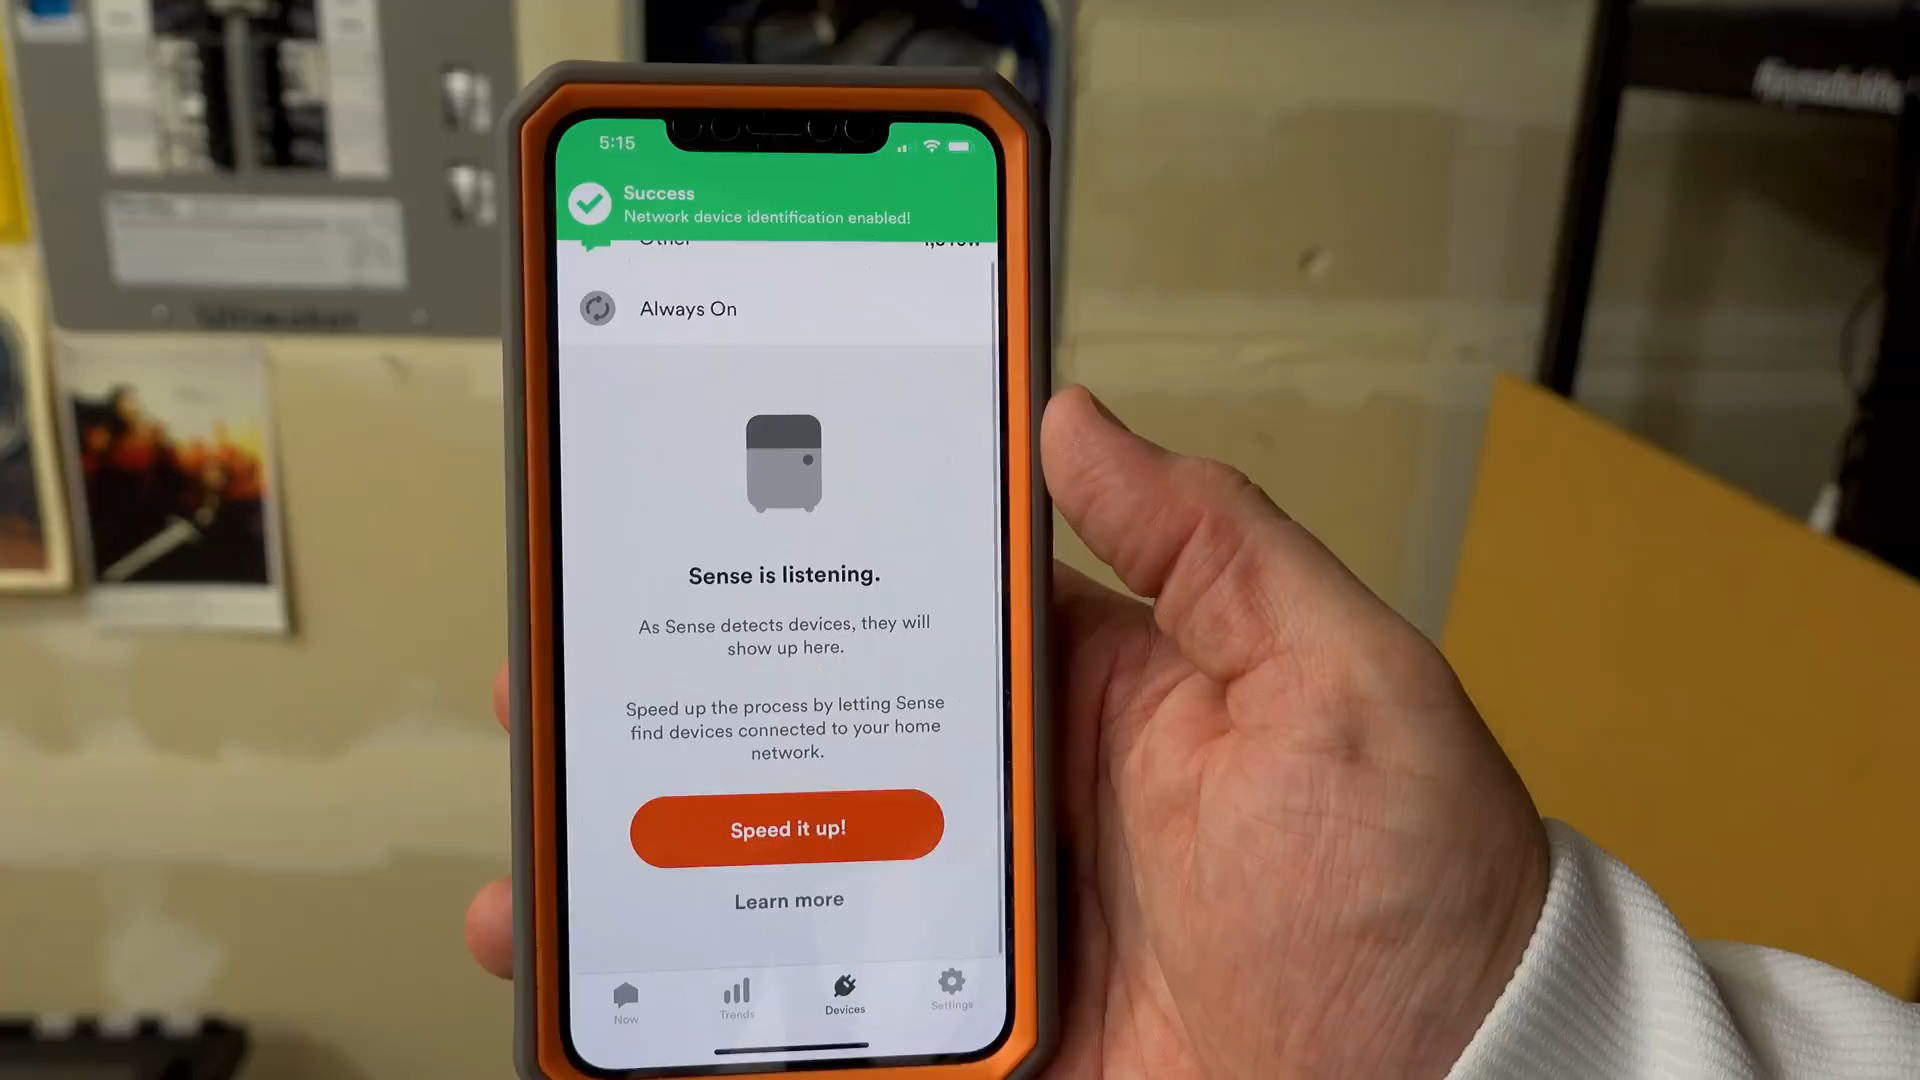 5:15
Success
Network device identification enabled!
Other
Always On
Sense is listening.
As Sense detects devices, they will
show up here.
Speed up the process by letting Sense
find devices connected to your home
network.
Speed it up!
Learn more
Now
Trends
Devices
Settings